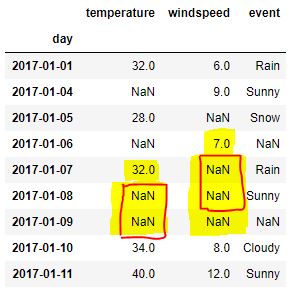 temperature windspeed event
day
2017-01-01 32.0 6.0 Rain
2017-01-04 NaN 9.0 Sunny
2017-01-05 28.0 NaN Snow
2017-01-06 NaN 7.0 NaN
2017-01-07 32.0 NaN Rain
2017-01-08 NaN NaN Sunny
2017-01-09 NaN NaN NaN
2017-01-10 34.0 8.0 Cloudy
2017-01-11 40.0 12.0 Sunny